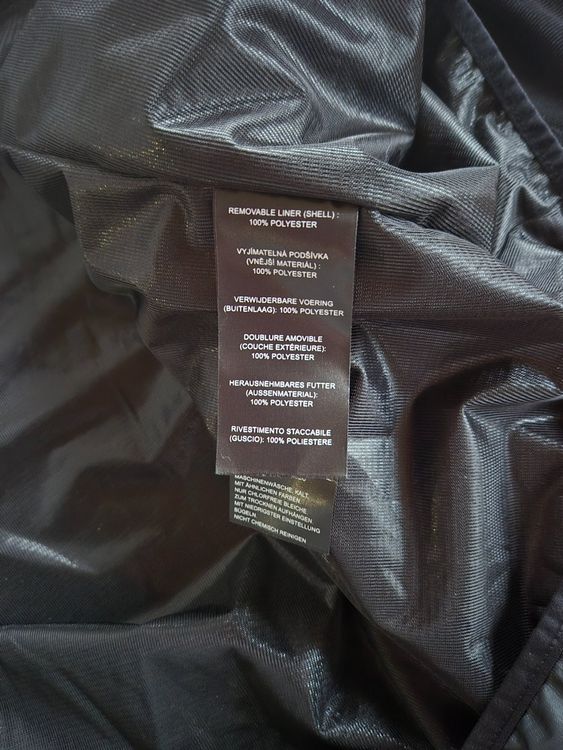 REMOVABLE LINER (SHELL) :
100% POLYESTER
VYJÍMATELNÁ PODŠÍVKA
(VNĚJŠÍ MATERIÁL) :
100% POLYESTER
VERWIJDERBARE VOERING
(BUITENLAAG): 100% POLYESTER
DOUBLURE AMOVIBLE
(COUCHE EXTÉRIEURE):
100% POLYESTER
HERAUSNEHMBARES FUTTER
(AUSSENMATERIAL):
100% POLYESTER
RIVESTIMENTO STACCABILE
(GUSCIO): 100% POLIESTERE
MASCHINENWÄSCHE, KALT,
MIT ÄHNLICHEN FARBEN.
NUR CHLORFREIE BLEICHE
ZUM TROCKNEN AUFHÄNGEN.
MIT NIEDRIGSTER EINSTELLUNG
BÜGELN.
NICHT CHEMISCH REINIGEN